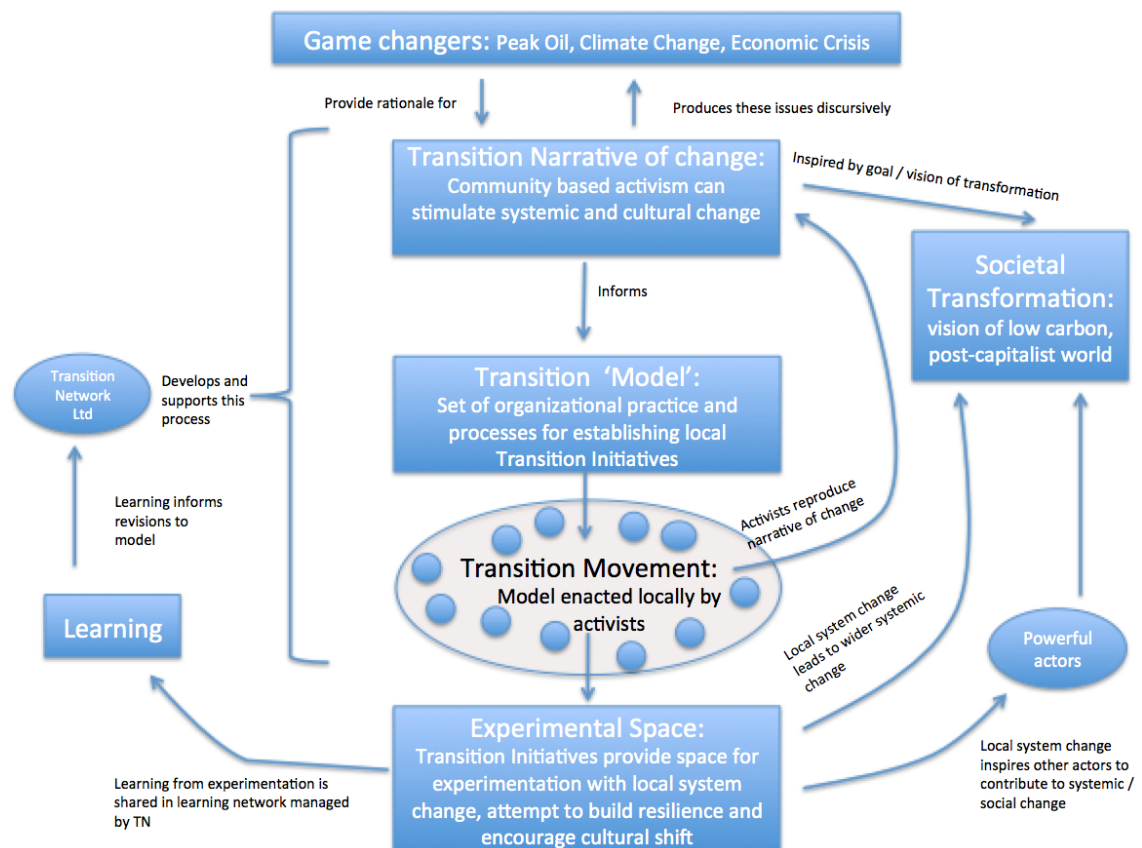 Game changers: Peak Oil, Climate Change, Economic Crisis
Provide rationale for
Produces these issues discursively
Transition Narrative of change:
Community based activism can
stimulate systemic and cultural change
Inspired by goal / vision of transformation
Societal
Transformation:
vision of low carbon,
post-capitalist world
Informs
Transition
Network
Ltd
Develops and
supports this
process
Transition ‘Model’:
Set of organizational practice and
processes for establishing local
Transition Initiatives
Learning informs
revisions to
model
Activists reproduce
narrative of change
Transition Movement:
Model enacted locally by
activists
Learning
Local system change
leads to wider systemic
change
Powerful
actors
Experimental Space:
Transition Initiatives provide space for
experimentation with local system
change, attempt to build resilience and
encourage cultural shift
Learning from experimentation is
shared in learning network managed
by TN
Local system change
inspires other actors to
contribute to systemic /
social change